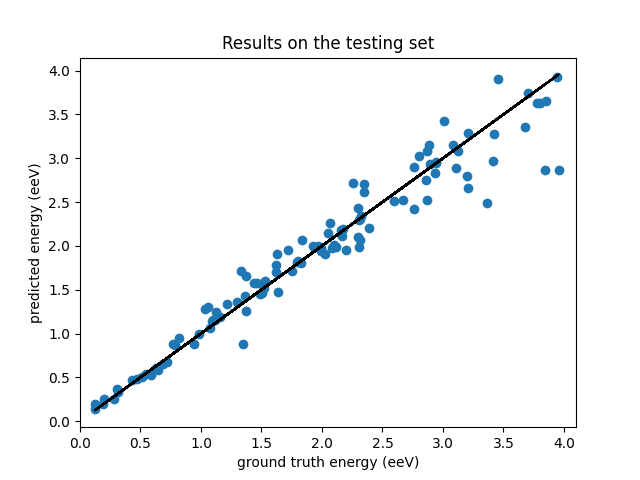 Results on the testing set
4.0
3.5
3.0
2.5
2.0
1.5
1.0
0.5
0.0
predicted energy (eeV)
0.0 0.5 1.0 1.5 2.0 2.5 3.0 3.5 4.0
ground truth energy (eeV)